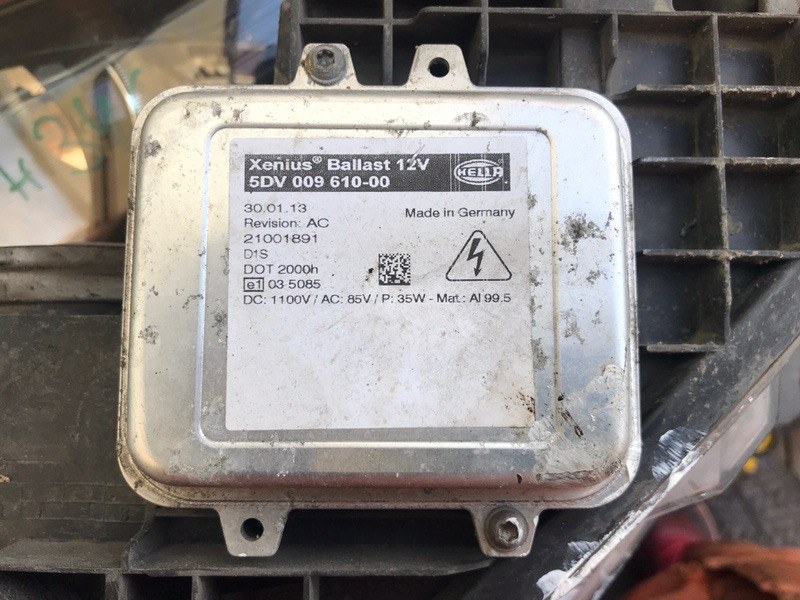 Xenius® Ballast 12V
5DV 009 610-00
HELLA
30.01.13
Made in Germany
Revision: AC
21001891
D1S
DOT 2000h
e1 03 5085
DC: 1100V / AC: 85V / P: 35W - Mat.: Al 99.5